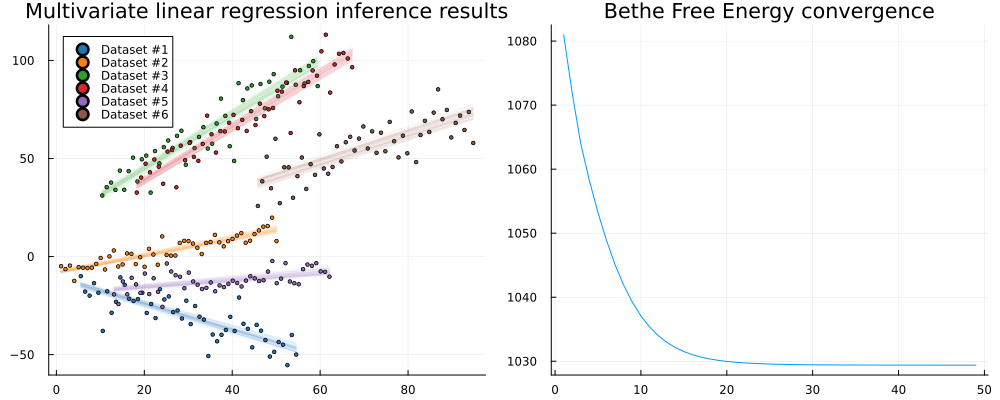 Multivariate linear regression inference results
Dataset #1
Dataset #2
Dataset #3
Dataset #4
Dataset #5
Dataset #6
100
50
0
−50
0
20
40
60
80
Bethe Free Energy convergence
1080
1070
1060
1050
1040
1030
0
10
20
30
40
50